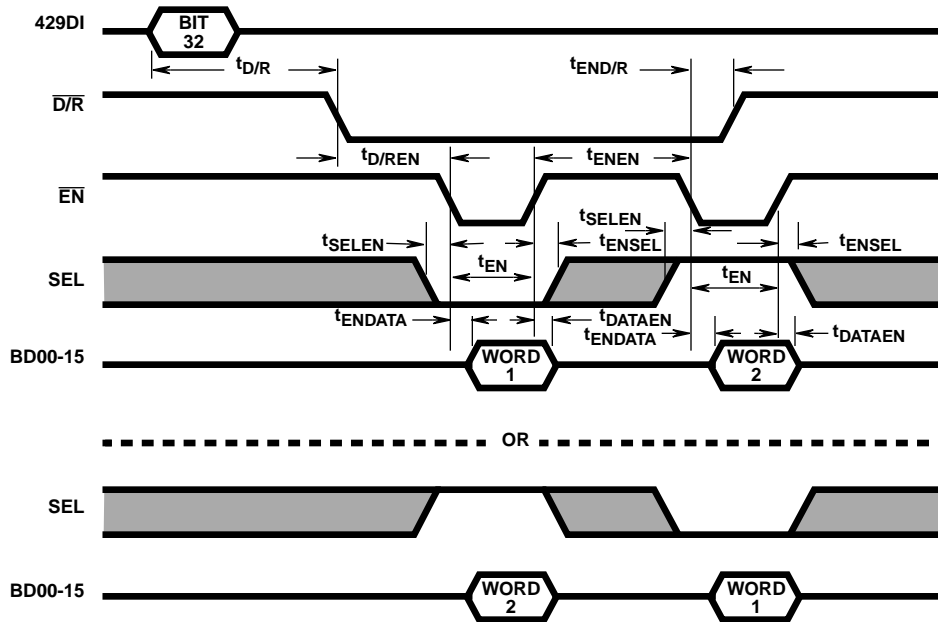 429DI
BIT
32
tD/R
tEND/R
D/R
tD/REN
tENEN
EN
tSELEN
tSELEN
tENSEL
tENSEL
SEL
tEN
tEN
tENDATA
tDATAEN
tENDATA
tDATAEN
BD00-15
WORD
1
WORD
2
OR
SEL
BD00-15
WORD
2
WORD
1